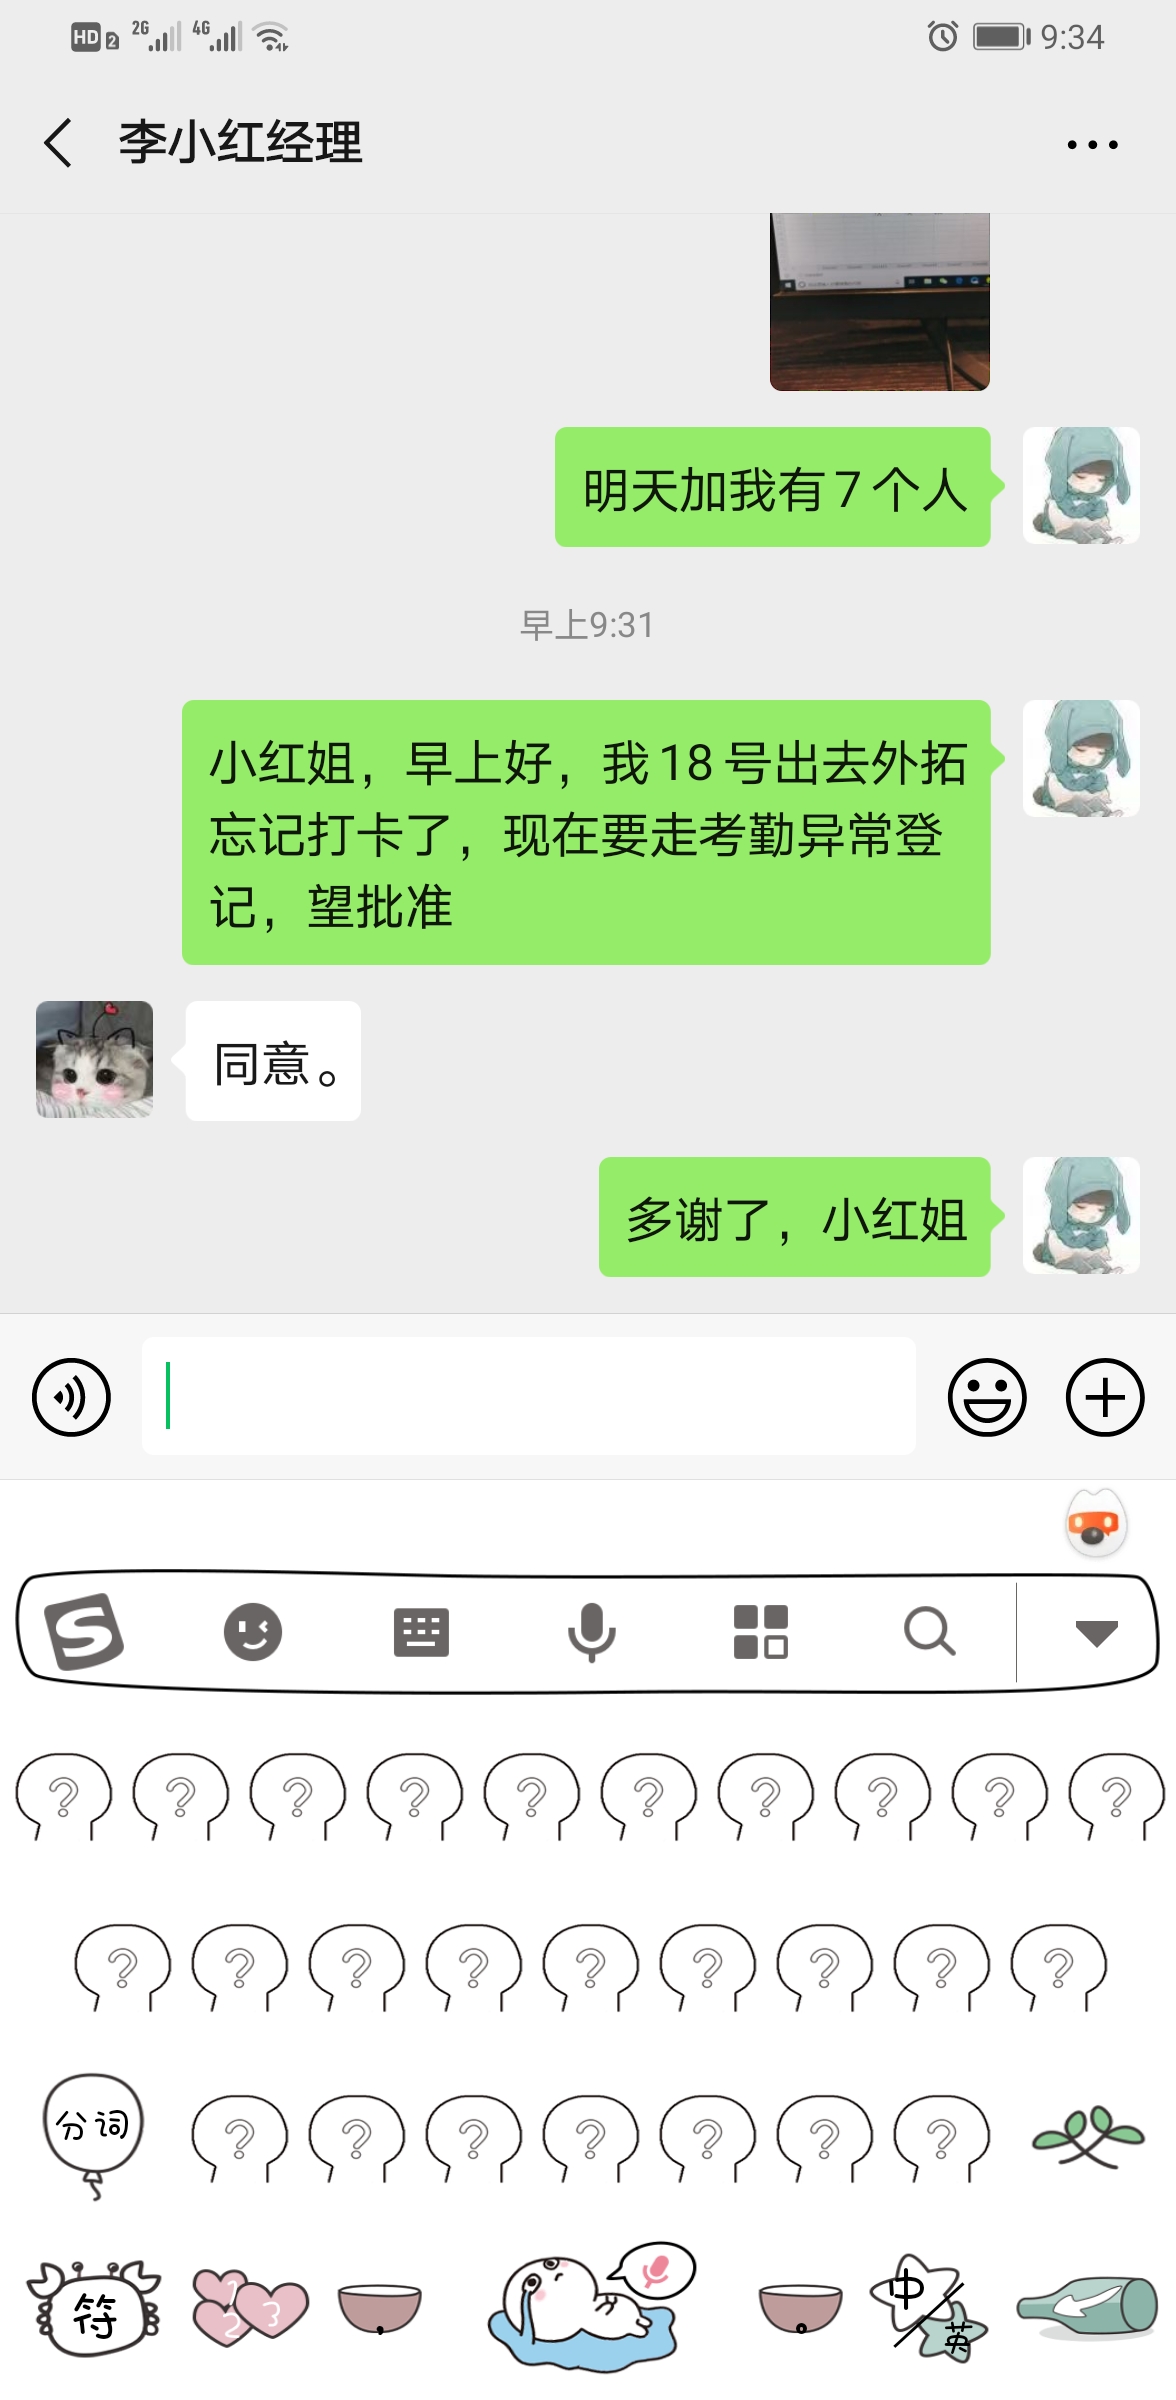 HD 2 2G 4G 9:34
李小红经理
明天加我有7个人
早上9:31
小红姐，早上好，我18号出去外拓
忘记打卡了，现在要走考勤异常登
记，望批准
同意。
多谢了，小红姐
S
? ? ? ? ? ? ? ? ? ?
? ? ? ? ? ? ? ? ?
分词 ? ? ? ? ? ? ?
符 1 2 3 , 。 中/英